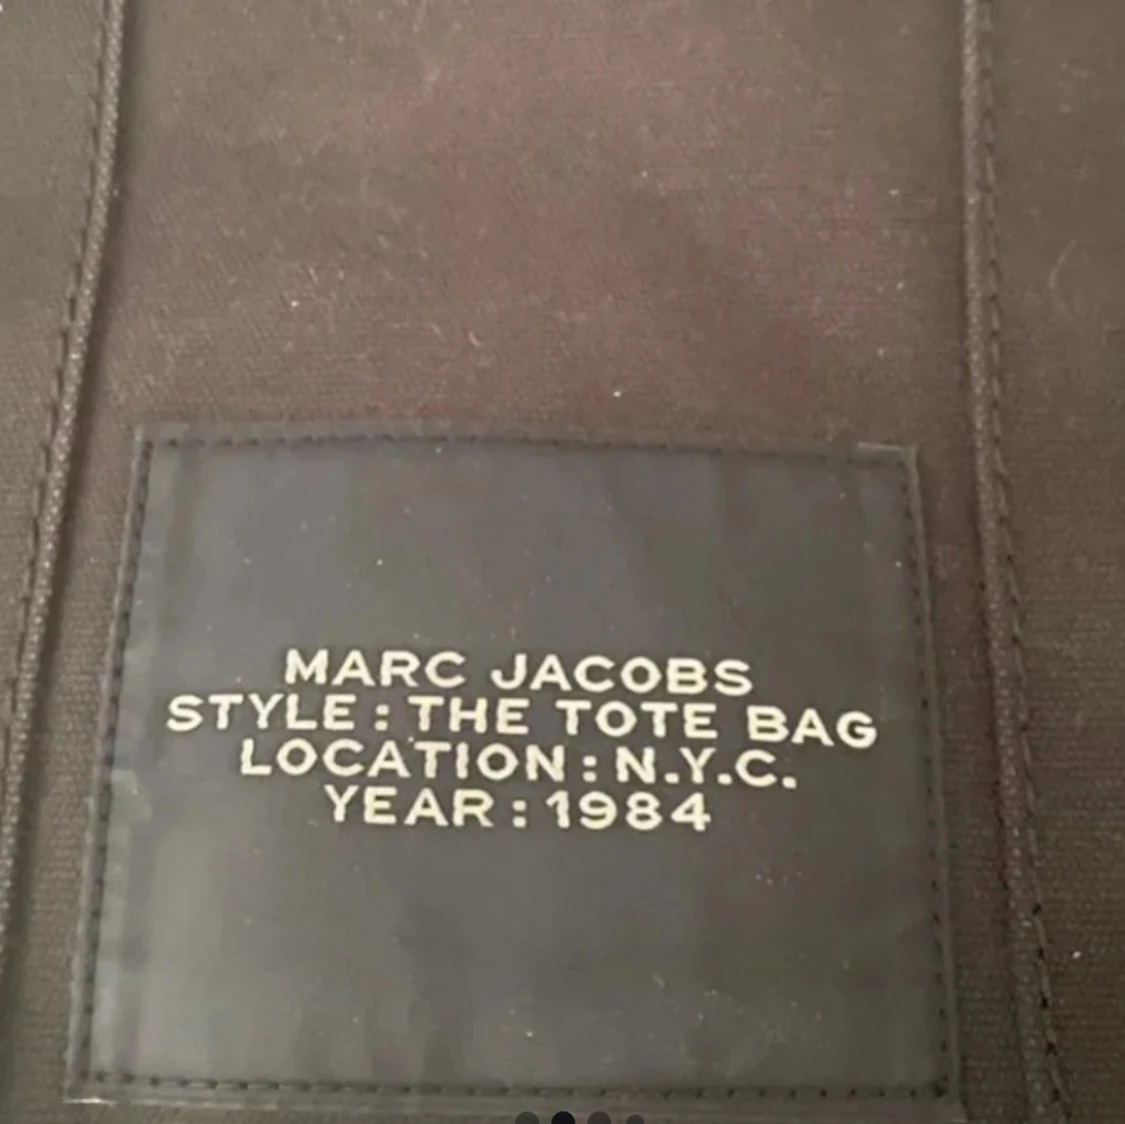 MARC JACOBS
STYLE : THE TOTE BAG
LOCATION : N.Y.C.
YEAR : 1984